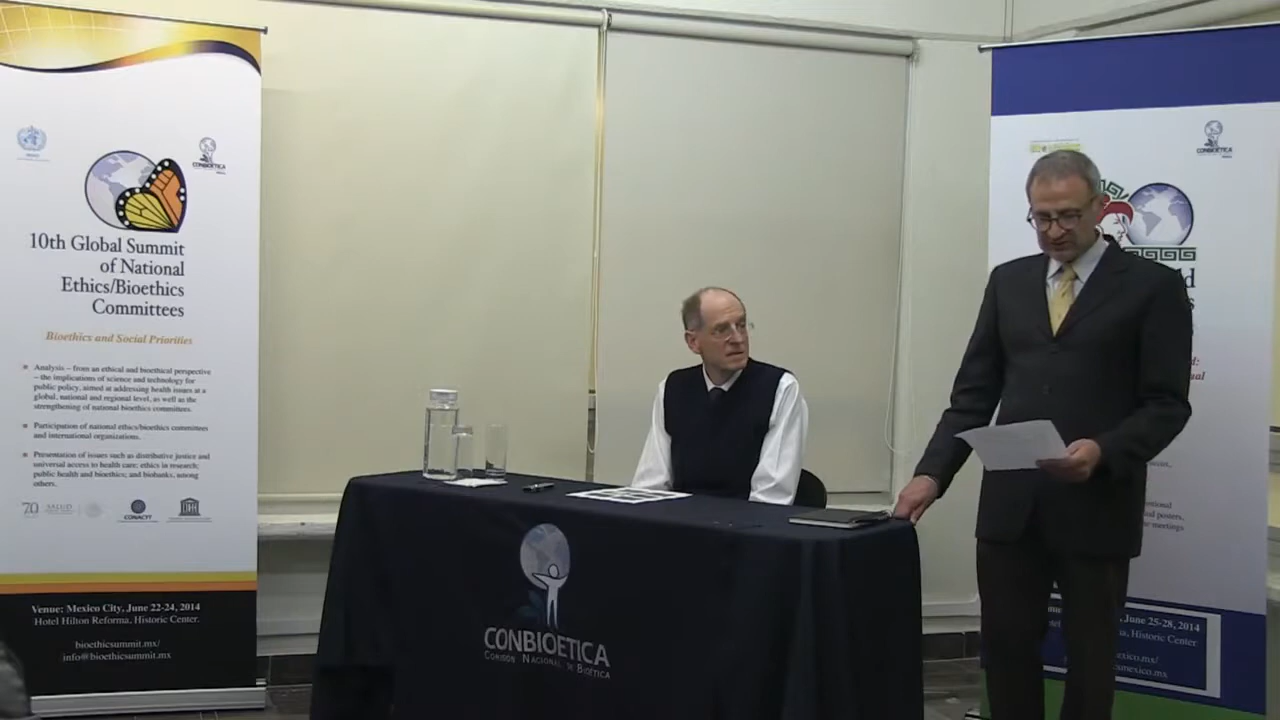 CONBIOETICA
10th Global Summit
of National
Ethics/Bioethics
Committees
Bioethics and Social Priorities
Analysis – from an ethical and bioethical perspective
– the implications of science and technology for
public policy, aimed at addressing health issues at a
global, national and regional level, as well as the
strengthening of national bioethics committees.
Participation of national ethics/bioethics committees
and international organizations.
Presentation of issues such as distributive justice and
universal access to health care; ethics in research;
public health and bioethics; and biobanks, among
others.
70 SALUD CONACYT
Venue: Mexico City, June 22-24, 2014
Hotel Hilton Reforma, Historic Center.
bioethicsummit.mx/
info@bioethicsummit.mx
CONBIOETICA
COMISIÓN NACIONAL DE BIOÉTICA
CONBIOETICA
posters,
meetings
, June 25-28, 2014
Historic Center